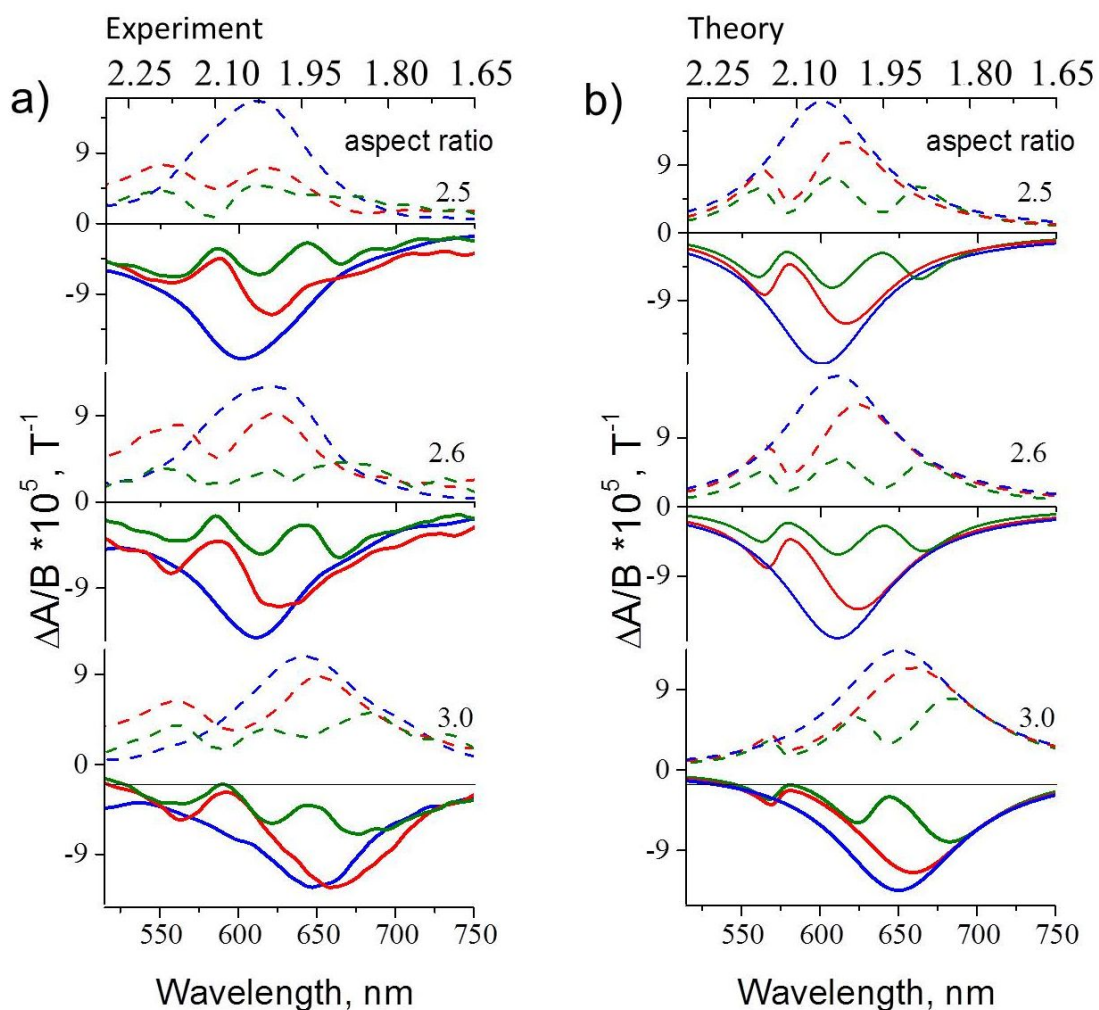 Experiment
2.25 2.10 1.95 1.80 1.65
a)
aspect ratio
9
2.5
0
-9
9
2.6
0
-9
ΔA/B *10⁵, T⁻¹
9
3.0
0
-9
550 600 650 700 750
Wavelength, nm
Theory
2.25 2.10 1.95 1.80 1.65
b)
aspect ratio
9
2.5
0
-9
9
2.6
0
-9
ΔA/B *10⁵, T⁻¹
9
3.0
0
-9
550 600 650 700 750
Wavelength, nm